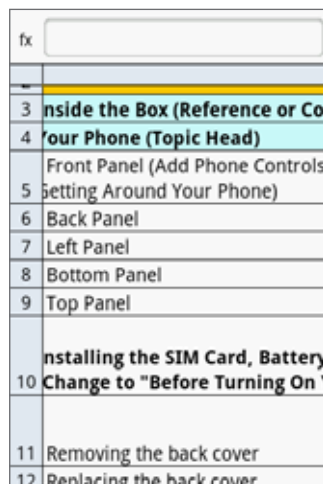 fx
3 nside the Box (Reference or Co
4 Your Phone (Topic Head)
Front Panel (Add Phone Controls
5 Getting Around Your Phone)
6 Back Panel
7 Left Panel
8 Bottom Panel
9 Top Panel
nstalling the SIM Card, Battery
10 Change to "Before Turning On
11 Removing the back cover
12 Replacing the back cover